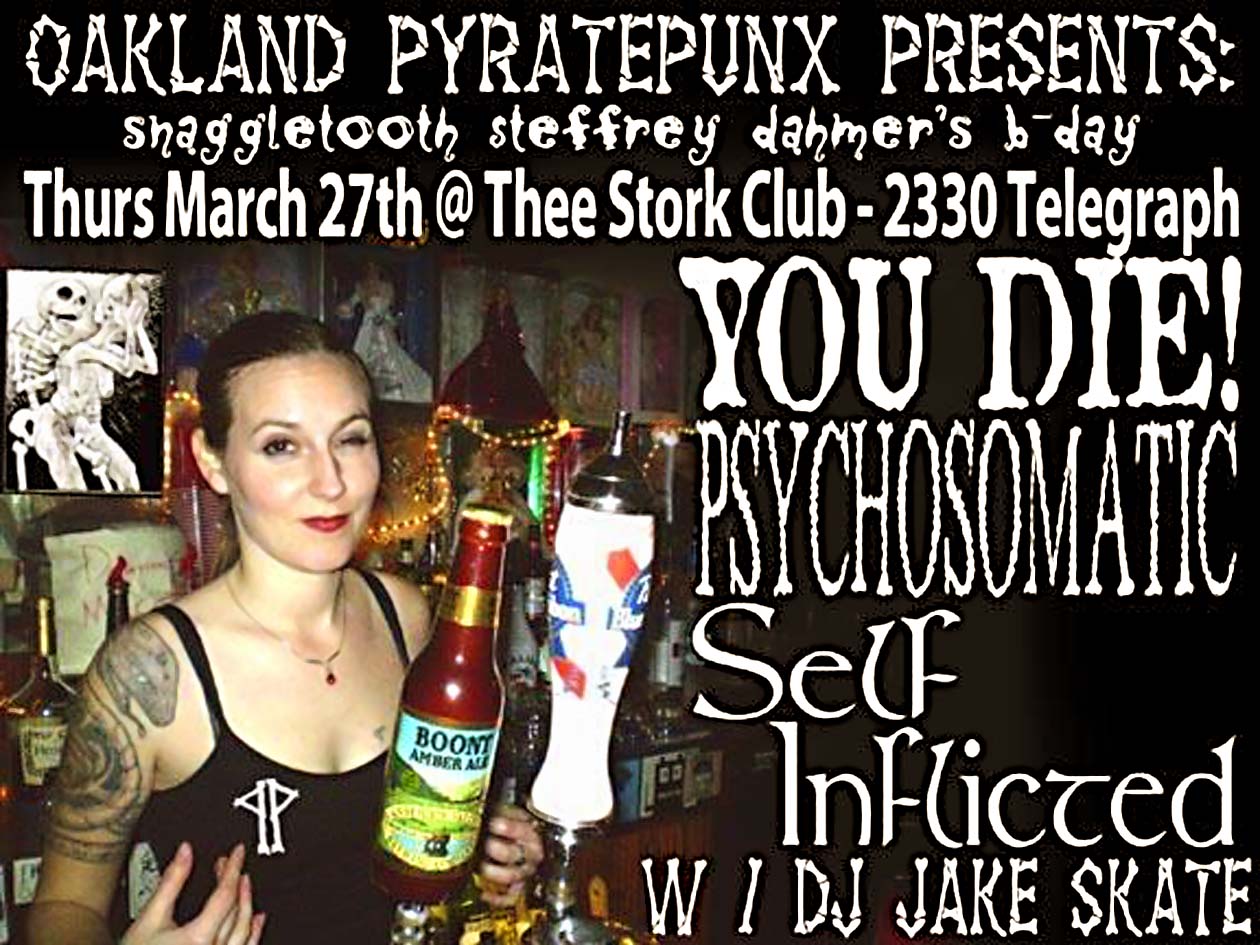 OAKLAND PYRATEPUNX PRESENTS:
snaggletooth steffrey dahmer's b-day
Thurs March 27th @ Thee Stork Club - 2330 Telegraph
YOU DIE!
PSYCHOSOMATIC
Self
Inflicted
W / DJ JAKE SKATE
BOONT
AMBER ALE